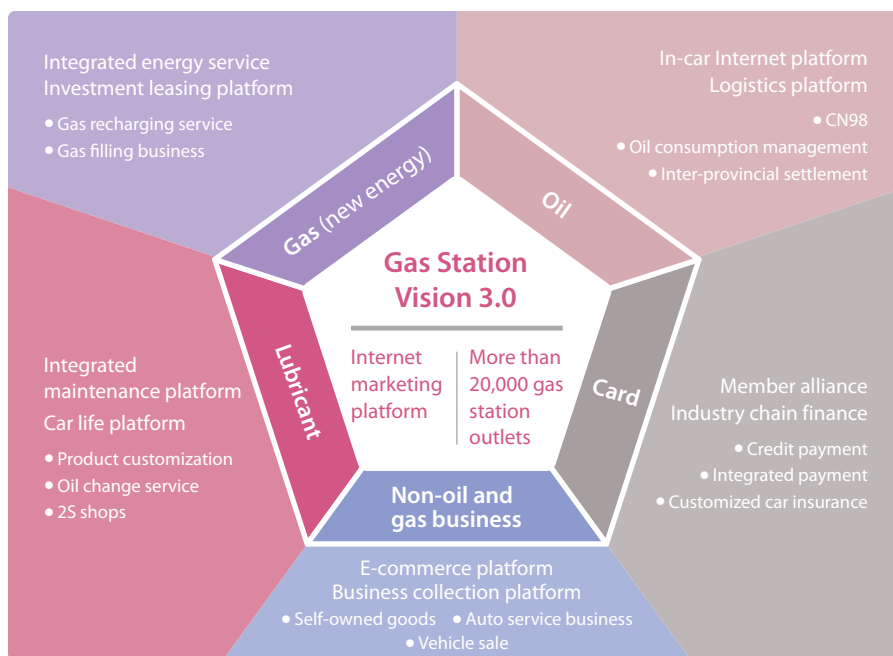 Integrated energy service
Investment leasing platform
• Gas recharging service
• Gas filling business
In-car Internet platform
Logistics platform
• CN98
• Oil consumption management
• Inter-provincial settlement
Gas (new energy)
Oil
Gas Station
Vision 3.0
Internet
marketing
platform
More than
20,000 gas
station
outlets
Lubricant
Card
Integrated
maintenance platform
Car life platform
• Product customization
• Oil change service
• 2S shops
Member alliance
Industry chain finance
• Credit payment
• Integrated payment
• Customized car insurance
Non-oil and
gas business
E-commerce platform
Business collection platform
• Self-owned goods • Auto service business
• Vehicle sale